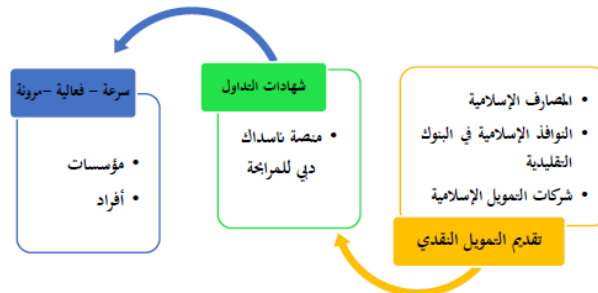 المصارف الإسلامية
النوافذ الإسلامية في البنوك
التقليدية
شركات التمويل الإسلامية
تقديم التمويل النقدي
شهادات التداول
منصة ناسداك
دبي للمرابحة
سرعة – فعالية –مرونة
مؤسسات
أفراد